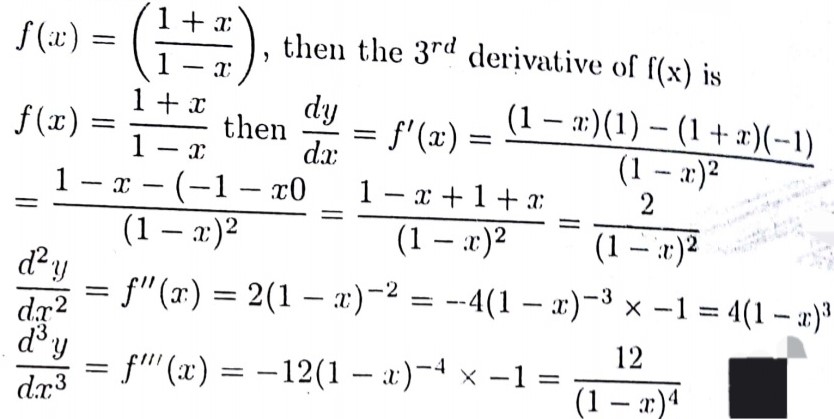 f(x) = ((1 + x)/(1 − x)), then the 3rd derivative of f(x) is
f(x) = (1 + x)/(1 − x) then dy/dx = f'(x) = ((1 − x)(1) − (1 + x)(−1))/(1 − x)²
= (1 − x − (−1 − x0)/(1 − x)² = (1 − x + 1 + x)/(1 − x)² = 2/(1 − x)²
d²y/dx² = f''(x) = 2(1 − x)⁻² = −4(1 − x)⁻³ × −1 = 4(1 − x)³
d³y/dx³ = f'''(x) = −12(1 − x)⁻⁴ × −1 = 12/(1 − x)⁴